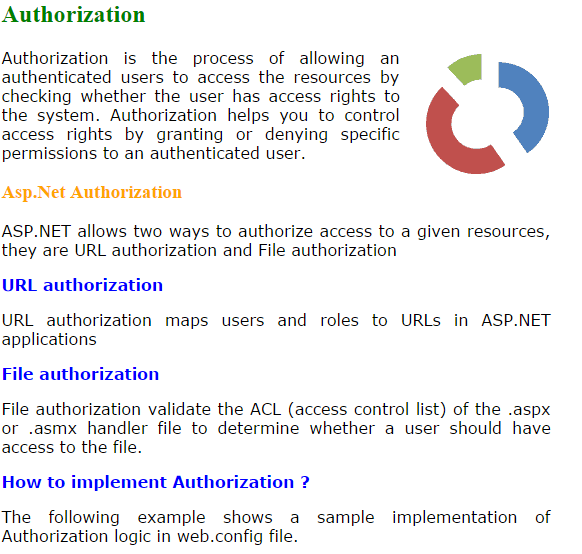 Authorization
Authorization is the process of allowing an
authenticated users to access the resources by
checking whether the user has access rights to
the system. Authorization helps you to control
access rights by granting or denying specific
permissions to an authenticated user.
Asp.Net Authorization
ASP.NET allows two ways to authorize access to a given resources,
they are URL authorization and File authorization
URL authorization
URL authorization maps users and roles to URLs in ASP.NET
applications
File authorization
File authorization validate the ACL (access control list) of the .aspx
or .asmx handler file to determine whether a user should have
access to the file.
How to implement Authorization ?
The following example shows a sample implementation of
Authorization logic in web.config file.